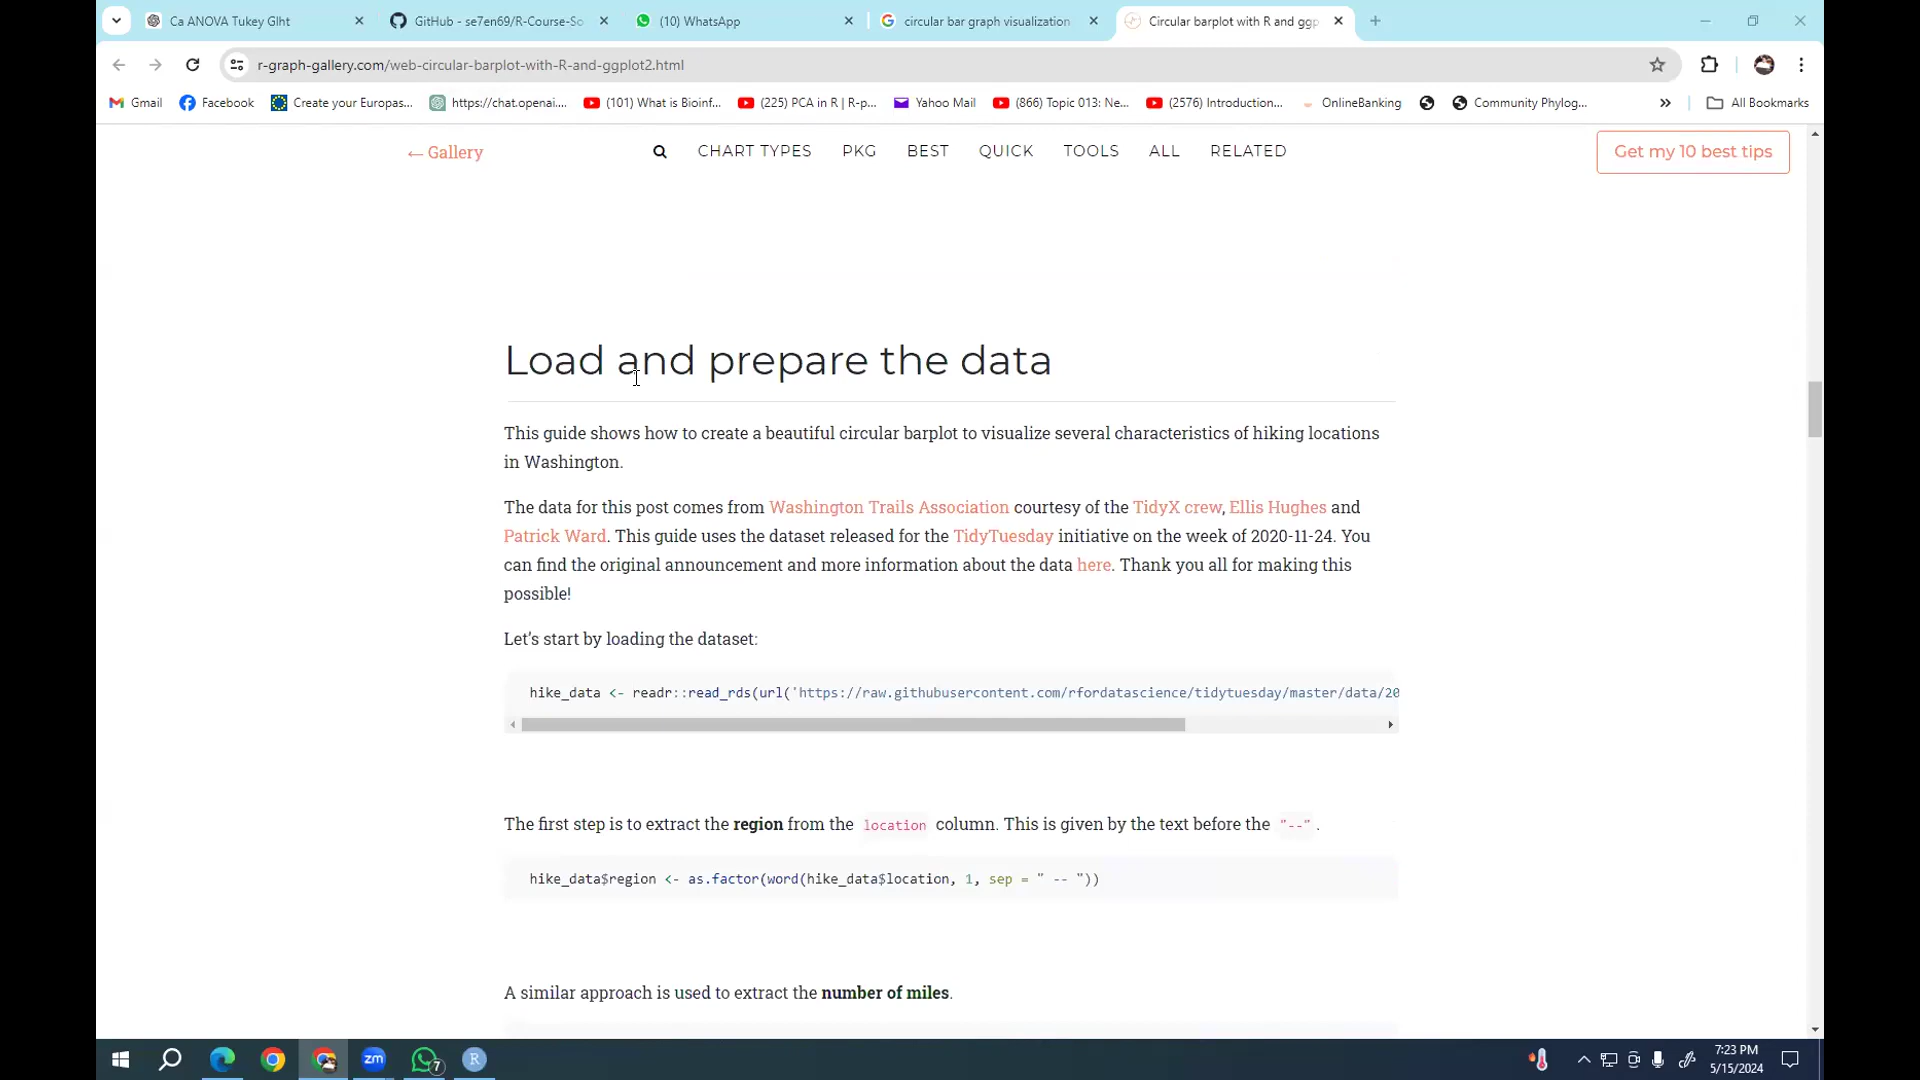 Ca ANOVA Tukey Glht
GitHub - se7en69/R-Course-So
(10) WhatsApp
circular bar graph visualization
Circular barplot with R and ggp
r-graph-gallery.com/web-circular-barplot-with-R-and-ggplot2.html
Gmail
Facebook
Create your Europas...
https://chat.openai....
(101) What is Bioinf...
(225) PCA in R | R-p...
Yahoo Mail
(866) Topic 013: Ne...
(2576) Introduction...
OnlineBanking
Community Phylog...
All Bookmarks
← Gallery
CHART TYPES
PKG
BEST
QUICK
TOOLS
ALL
RELATED
Get my 10 best tips
Load and prepare the data
This guide shows how to create a beautiful circular barplot to visualize several characteristics of hiking locations
in Washington.
The data for this post comes from Washington Trails Association courtesy of the TidyX crew, Ellis Hughes and
Patrick Ward. This guide uses the dataset released for the TidyTuesday initiative on the week of 2020-11-24. You
can find the original announcement and more information about the data here. Thank you all for making this
possible!
Let's start by loading the dataset:
hike_data <- readr::read_rds(url('https://raw.githubusercontent.com/rfordatascience/tidytuesday/master/data/20
The first step is to extract the region from the location column. This is given by the text before the "--" .
hike_data$region <- as.factor(word(hike_data$location, 1, sep = " -- "))
A similar approach is used to extract the number of miles.
zm
7
R
7:23 PM
5/15/2024